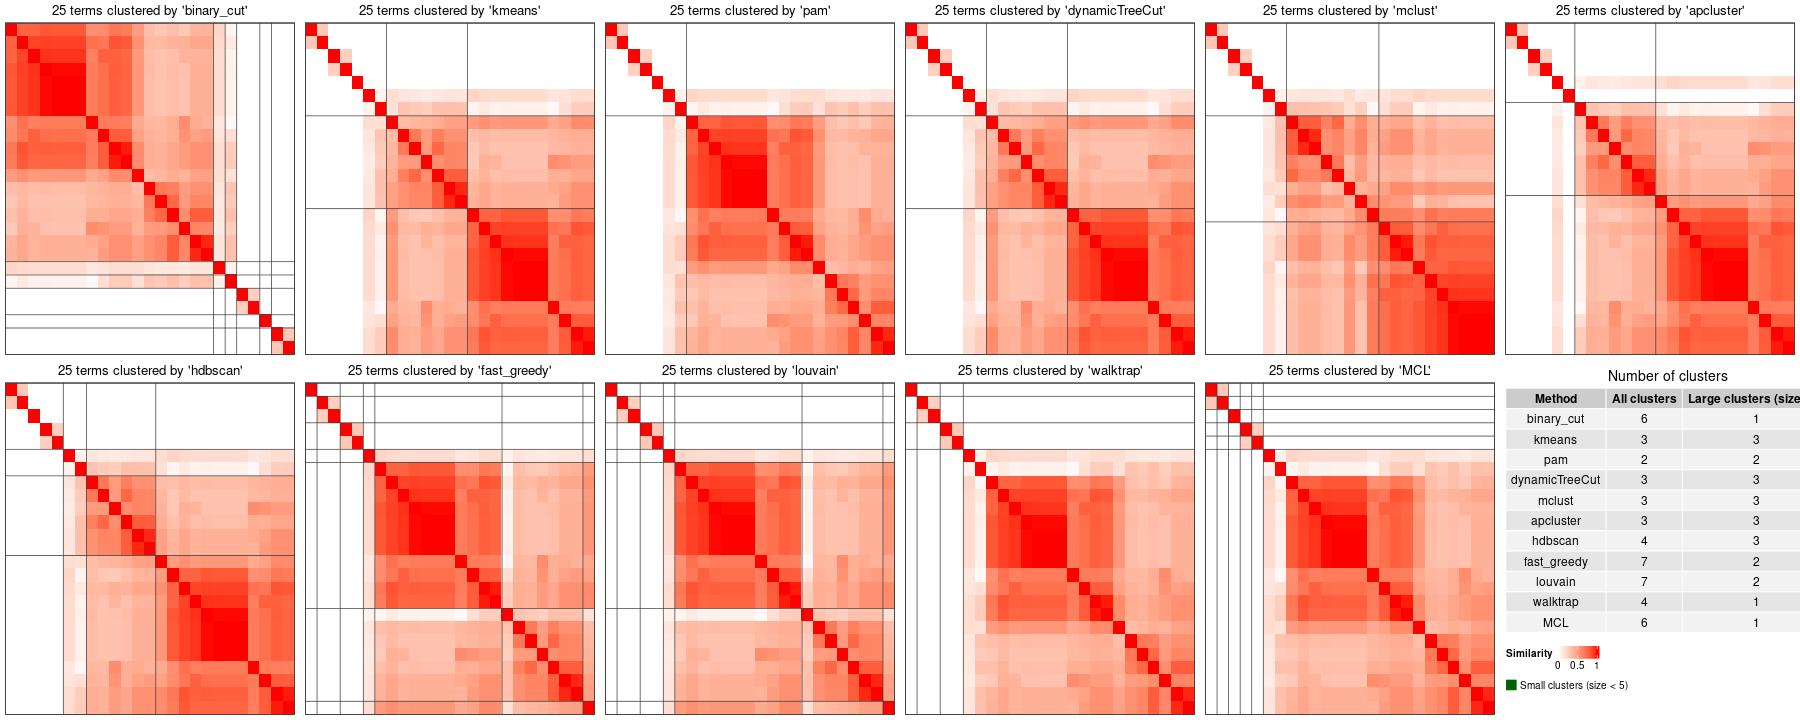 25 terms clustered by 'binary_cut'
25 terms clustered by 'kmeans'
25 terms clustered by 'pam'
25 terms clustered by 'dynamicTreeCut'
25 terms clustered by 'mclust'
25 terms clustered by 'apcluster'
25 terms clustered by 'hdbscan'
25 terms clustered by 'fast_greedy'
25 terms clustered by 'louvain'
25 terms clustered by 'walktrap'
25 terms clustered by 'MCL'
Number of clusters
Method All clusters Large clusters (size
binary_cut 6 1
kmeans 3 3
pam 2 2
dynamicTreeCut 3 3
mclust 3 3
apcluster 3 3
hdbscan 4 3
fast_greedy 7 2
louvain 7 2
walktrap 4 1
MCL 6 1
Similarity
0 0.5 1
Small clusters (size < 5)